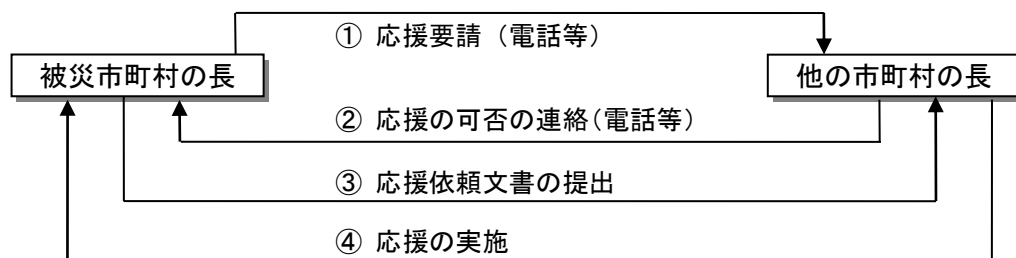 ① 応援要請（電話等）
被災市町村の長
他の市町村の長
② 応援の可否の連絡（電話等）
③ 応援依頼文書の提出
④ 応援の実施